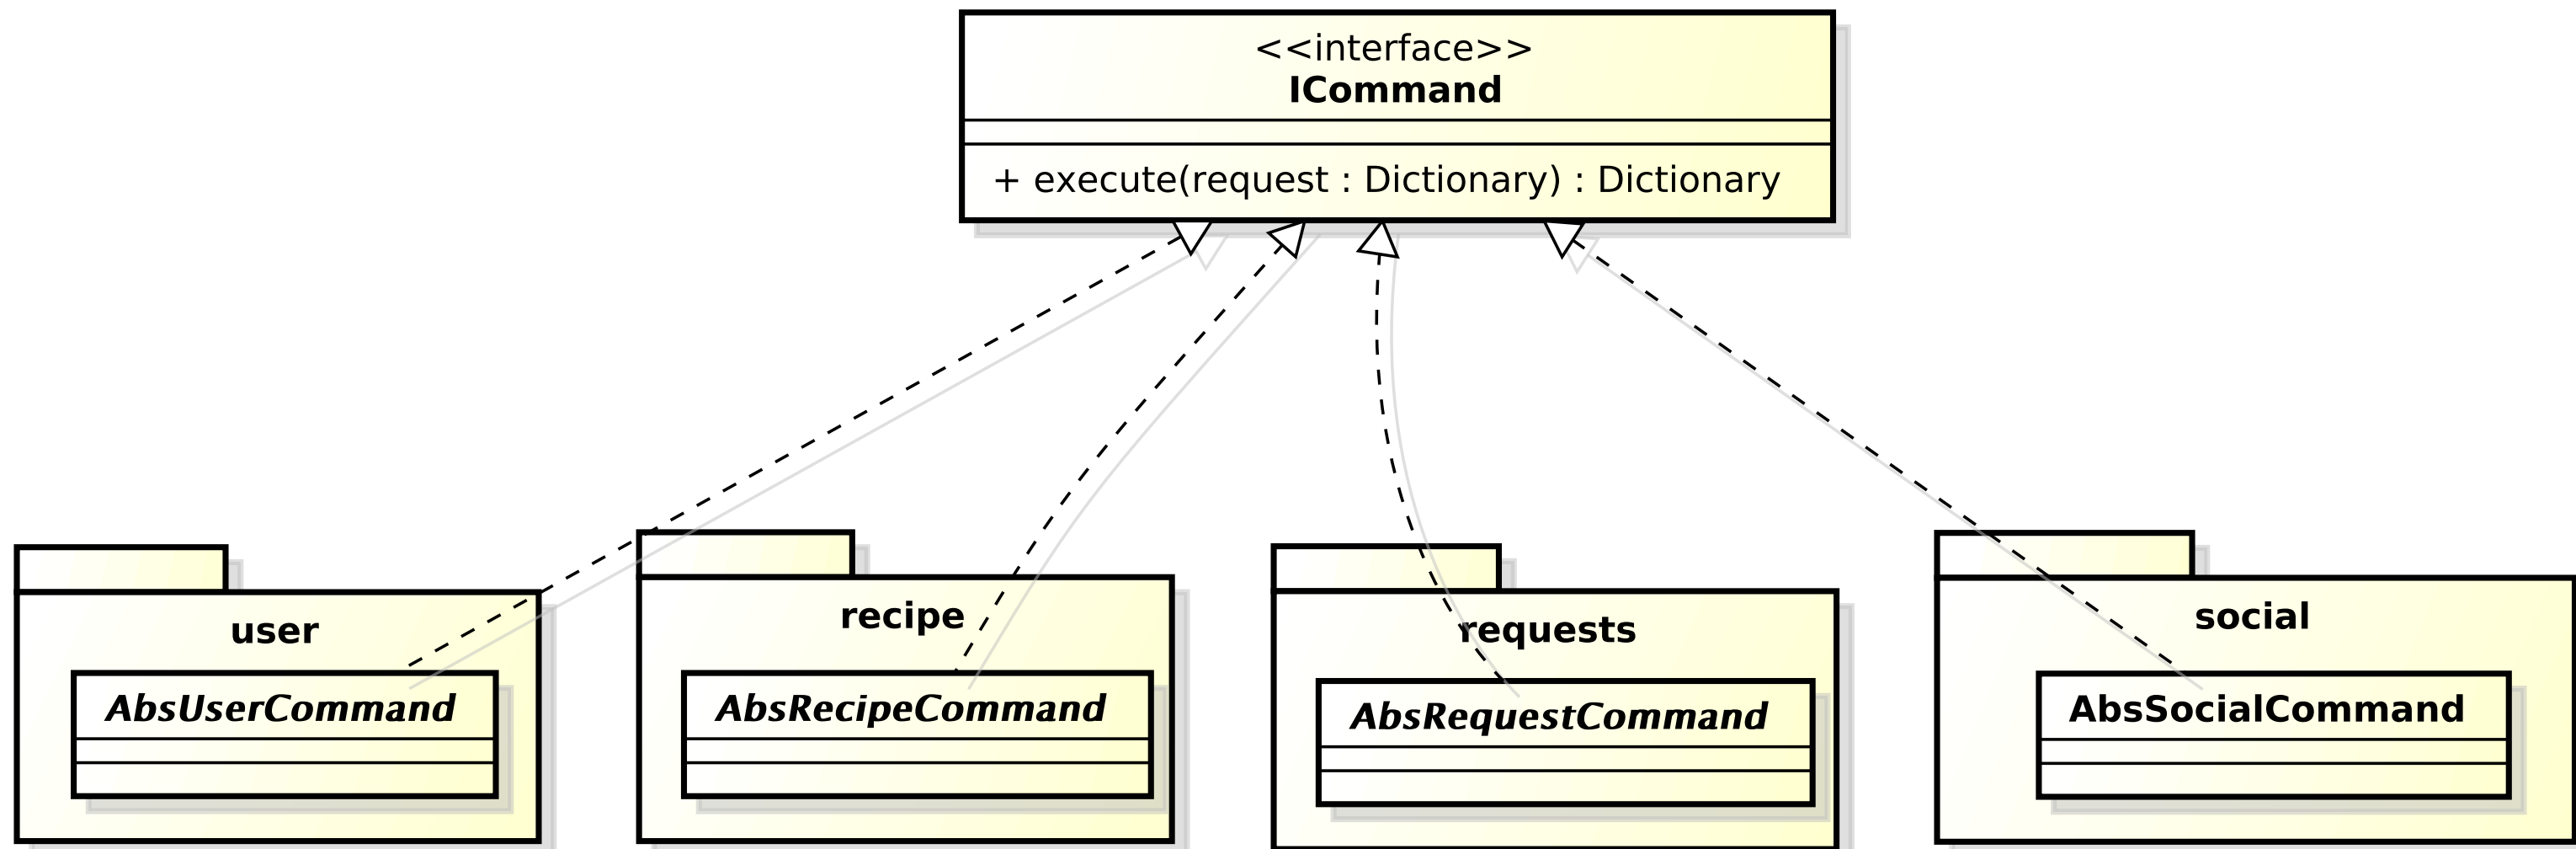 <<interface>>
ICommand
+ execute(request : Dictionary) : Dictionary
user
AbsUserCommand
recipe
AbsRecipeCommand
requests
AbsRequestCommand
social
AbsSocialCommand